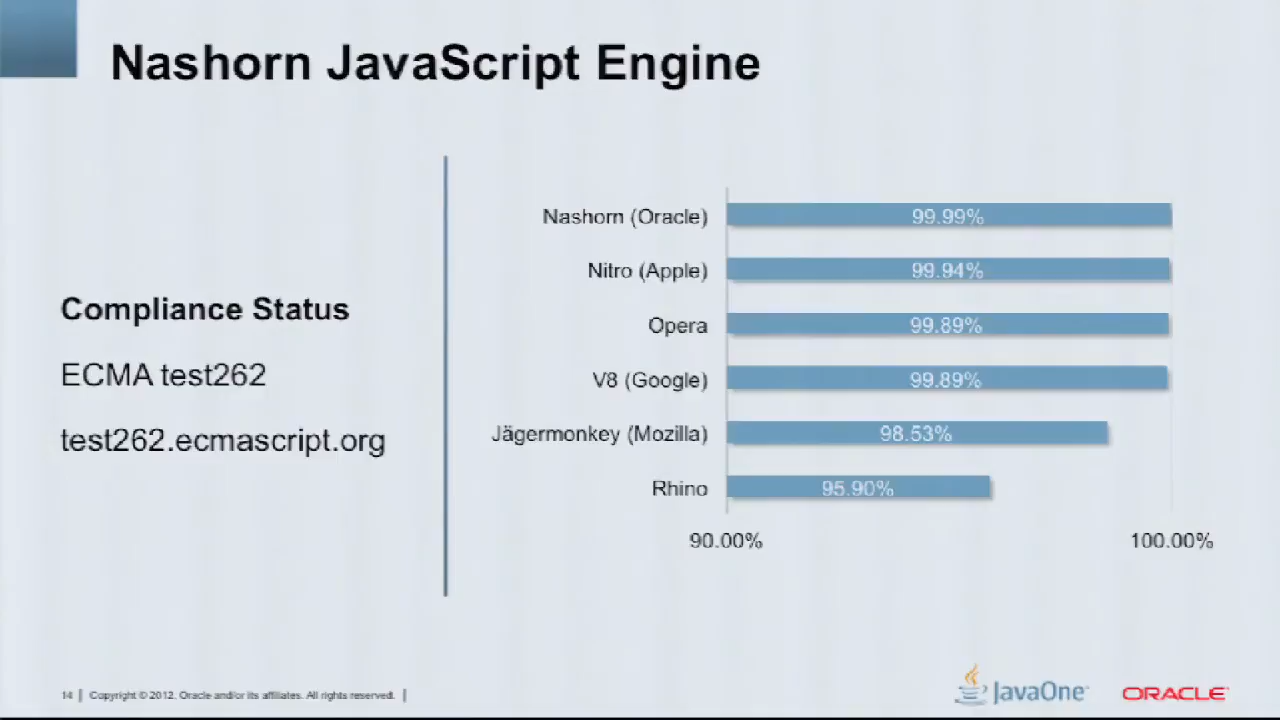 Nashorn JavaScript Engine
Compliance Status
ECMA test262
test262.ecmascript.org
Nashorn (Oracle) 99.99%
Nitro (Apple) 99.94%
Opera 99.89%
V8 (Google) 99.89%
Jägermonkey (Mozilla) 98.53%
Rhino 95.90%
90.00% 100.00%
14 | Copyright © 2012, Oracle and/or its affiliates. All rights reserved. |
JavaOne ORACLE